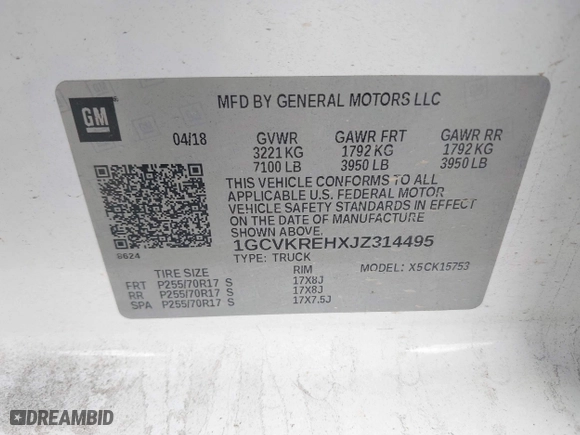 GM
MFD BY GENERAL MOTORS LLC
04/18 GVWR GAWR FRT GAWR RR
3221 KG 1792 KG 1792 KG
7100 LB 3950 LB 3950 LB
THIS VEHICLE CONFORMS TO ALL
APPLICABLE U.S. FEDERAL MOTOR
VEHICLE SAFETY STANDARDS IN EFFECT
ON THE DATE OF MANUFACTURE
SHOWN ABOVE.
1GCVKREHXJZ314495
S624
TYPE: TRUCK
TIRE SIZE RIM MODEL: X5CK15753
FRT P255/70R17 S 17X8J
RR P255/70R17 S 17X8J
SPA P255/70R17 S 17X7.5J
DREAMBID